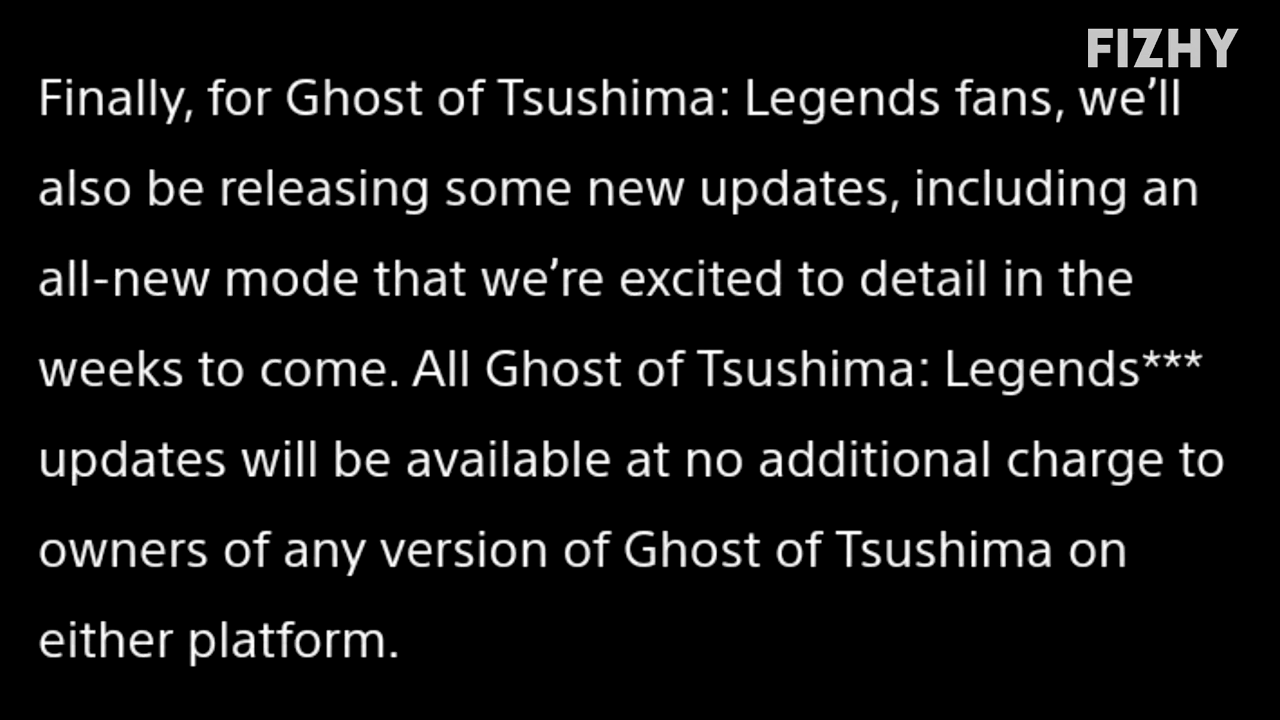 FIZHY
Finally, for Ghost of Tsushima: Legends fans, we’ll
also be releasing some new updates, including an
all-new mode that we’re excited to detail in the
weeks to come. All Ghost of Tsushima: Legends***
updates will be available at no additional charge to
owners of any version of Ghost of Tsushima on
either platform.